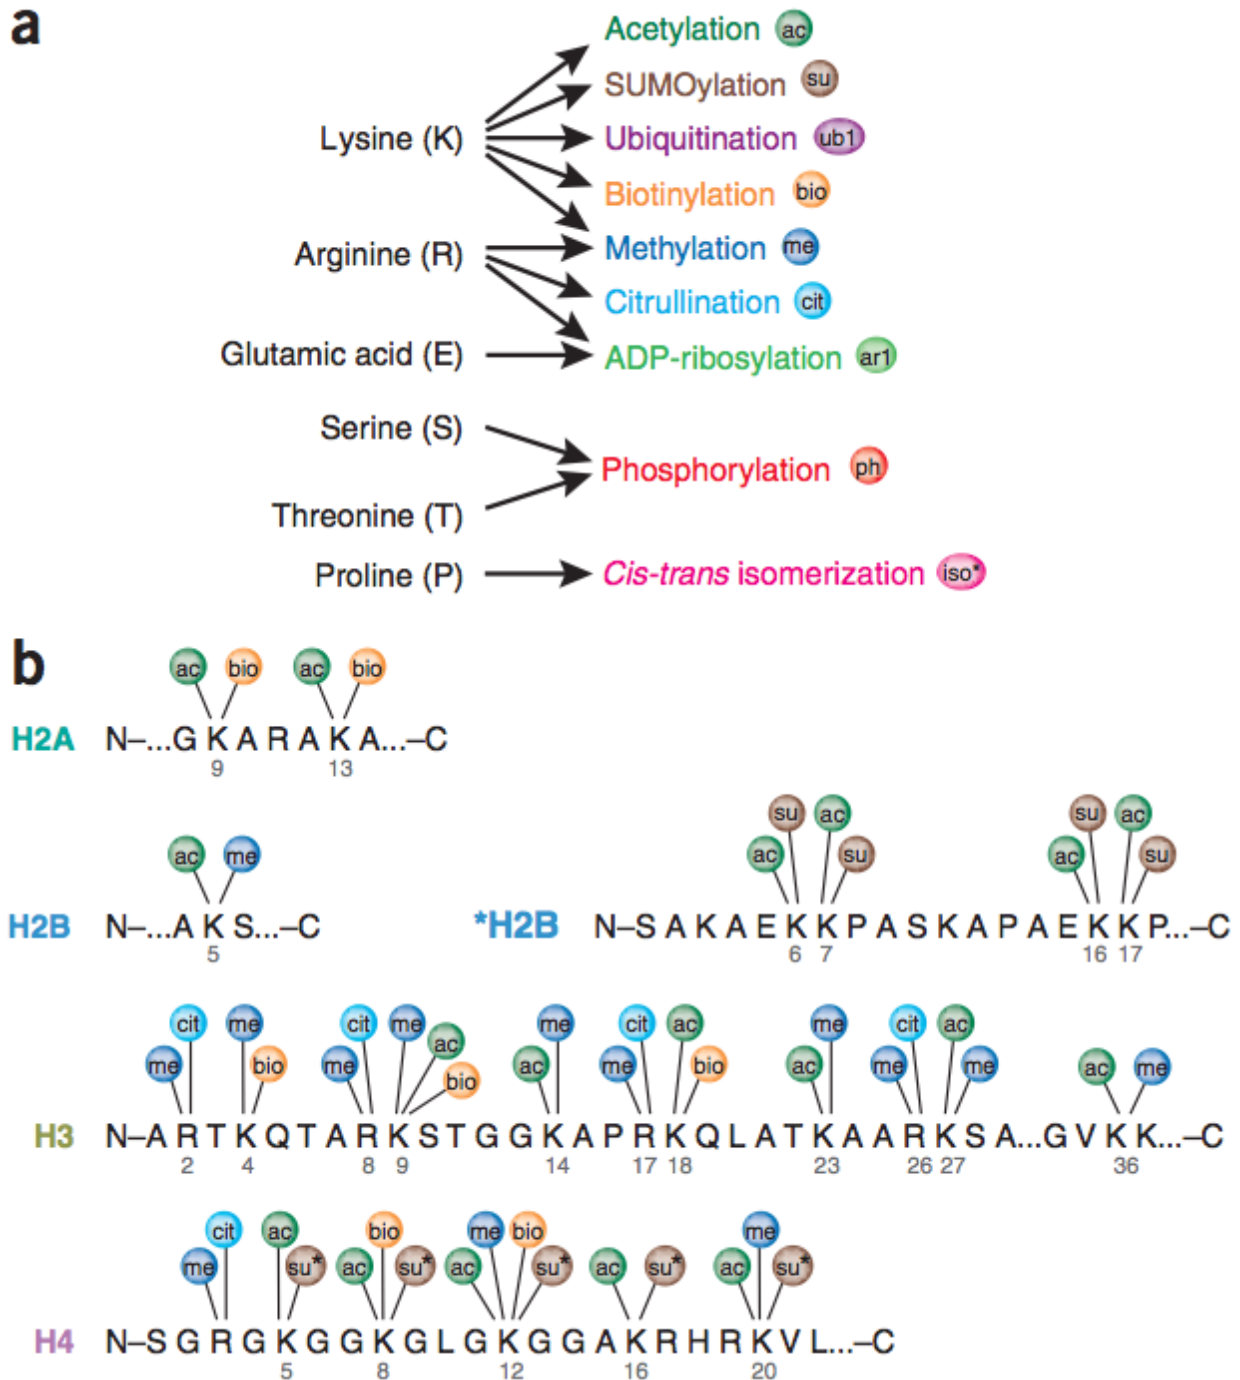 a
Acetylation ac
SUMOylation su
Lysine (K)
Ubiquitination ub1
Biotinylation bio
Arginine (R)
Methylation me
Citrullination cit
Glutamic acid (E)
ADP-ribosylation ar1
Serine (S)
Phosphorylation ph
Threonine (T)
Proline (P)
Cis-trans isomerization iso*
b
ac bio ac bio
H2A N–...G K A R A K A...–C
9 13
su ac su ac
ac me ac su ac su
H2B N–...A K S...–C *H2B N–S A K A E K K P A S K A P A E K K P...–C
5 6 7 16 17
cit me cit me ac me cit ac me cit ac
me bio me bio ac me bio ac me me ac me
H3 N–A R T K Q T A R K S T G G K A P R K Q L A T K A A R K S A...G V K K...–C
2 4 8 9 14 17 18 23 26 27 36
cit ac bio me bio me
me su* ac su* ac su* ac su* ac su*
H4 N–S G R G K G G K G L G K G G A K R H R K V L...–C
5 8 12 16 20